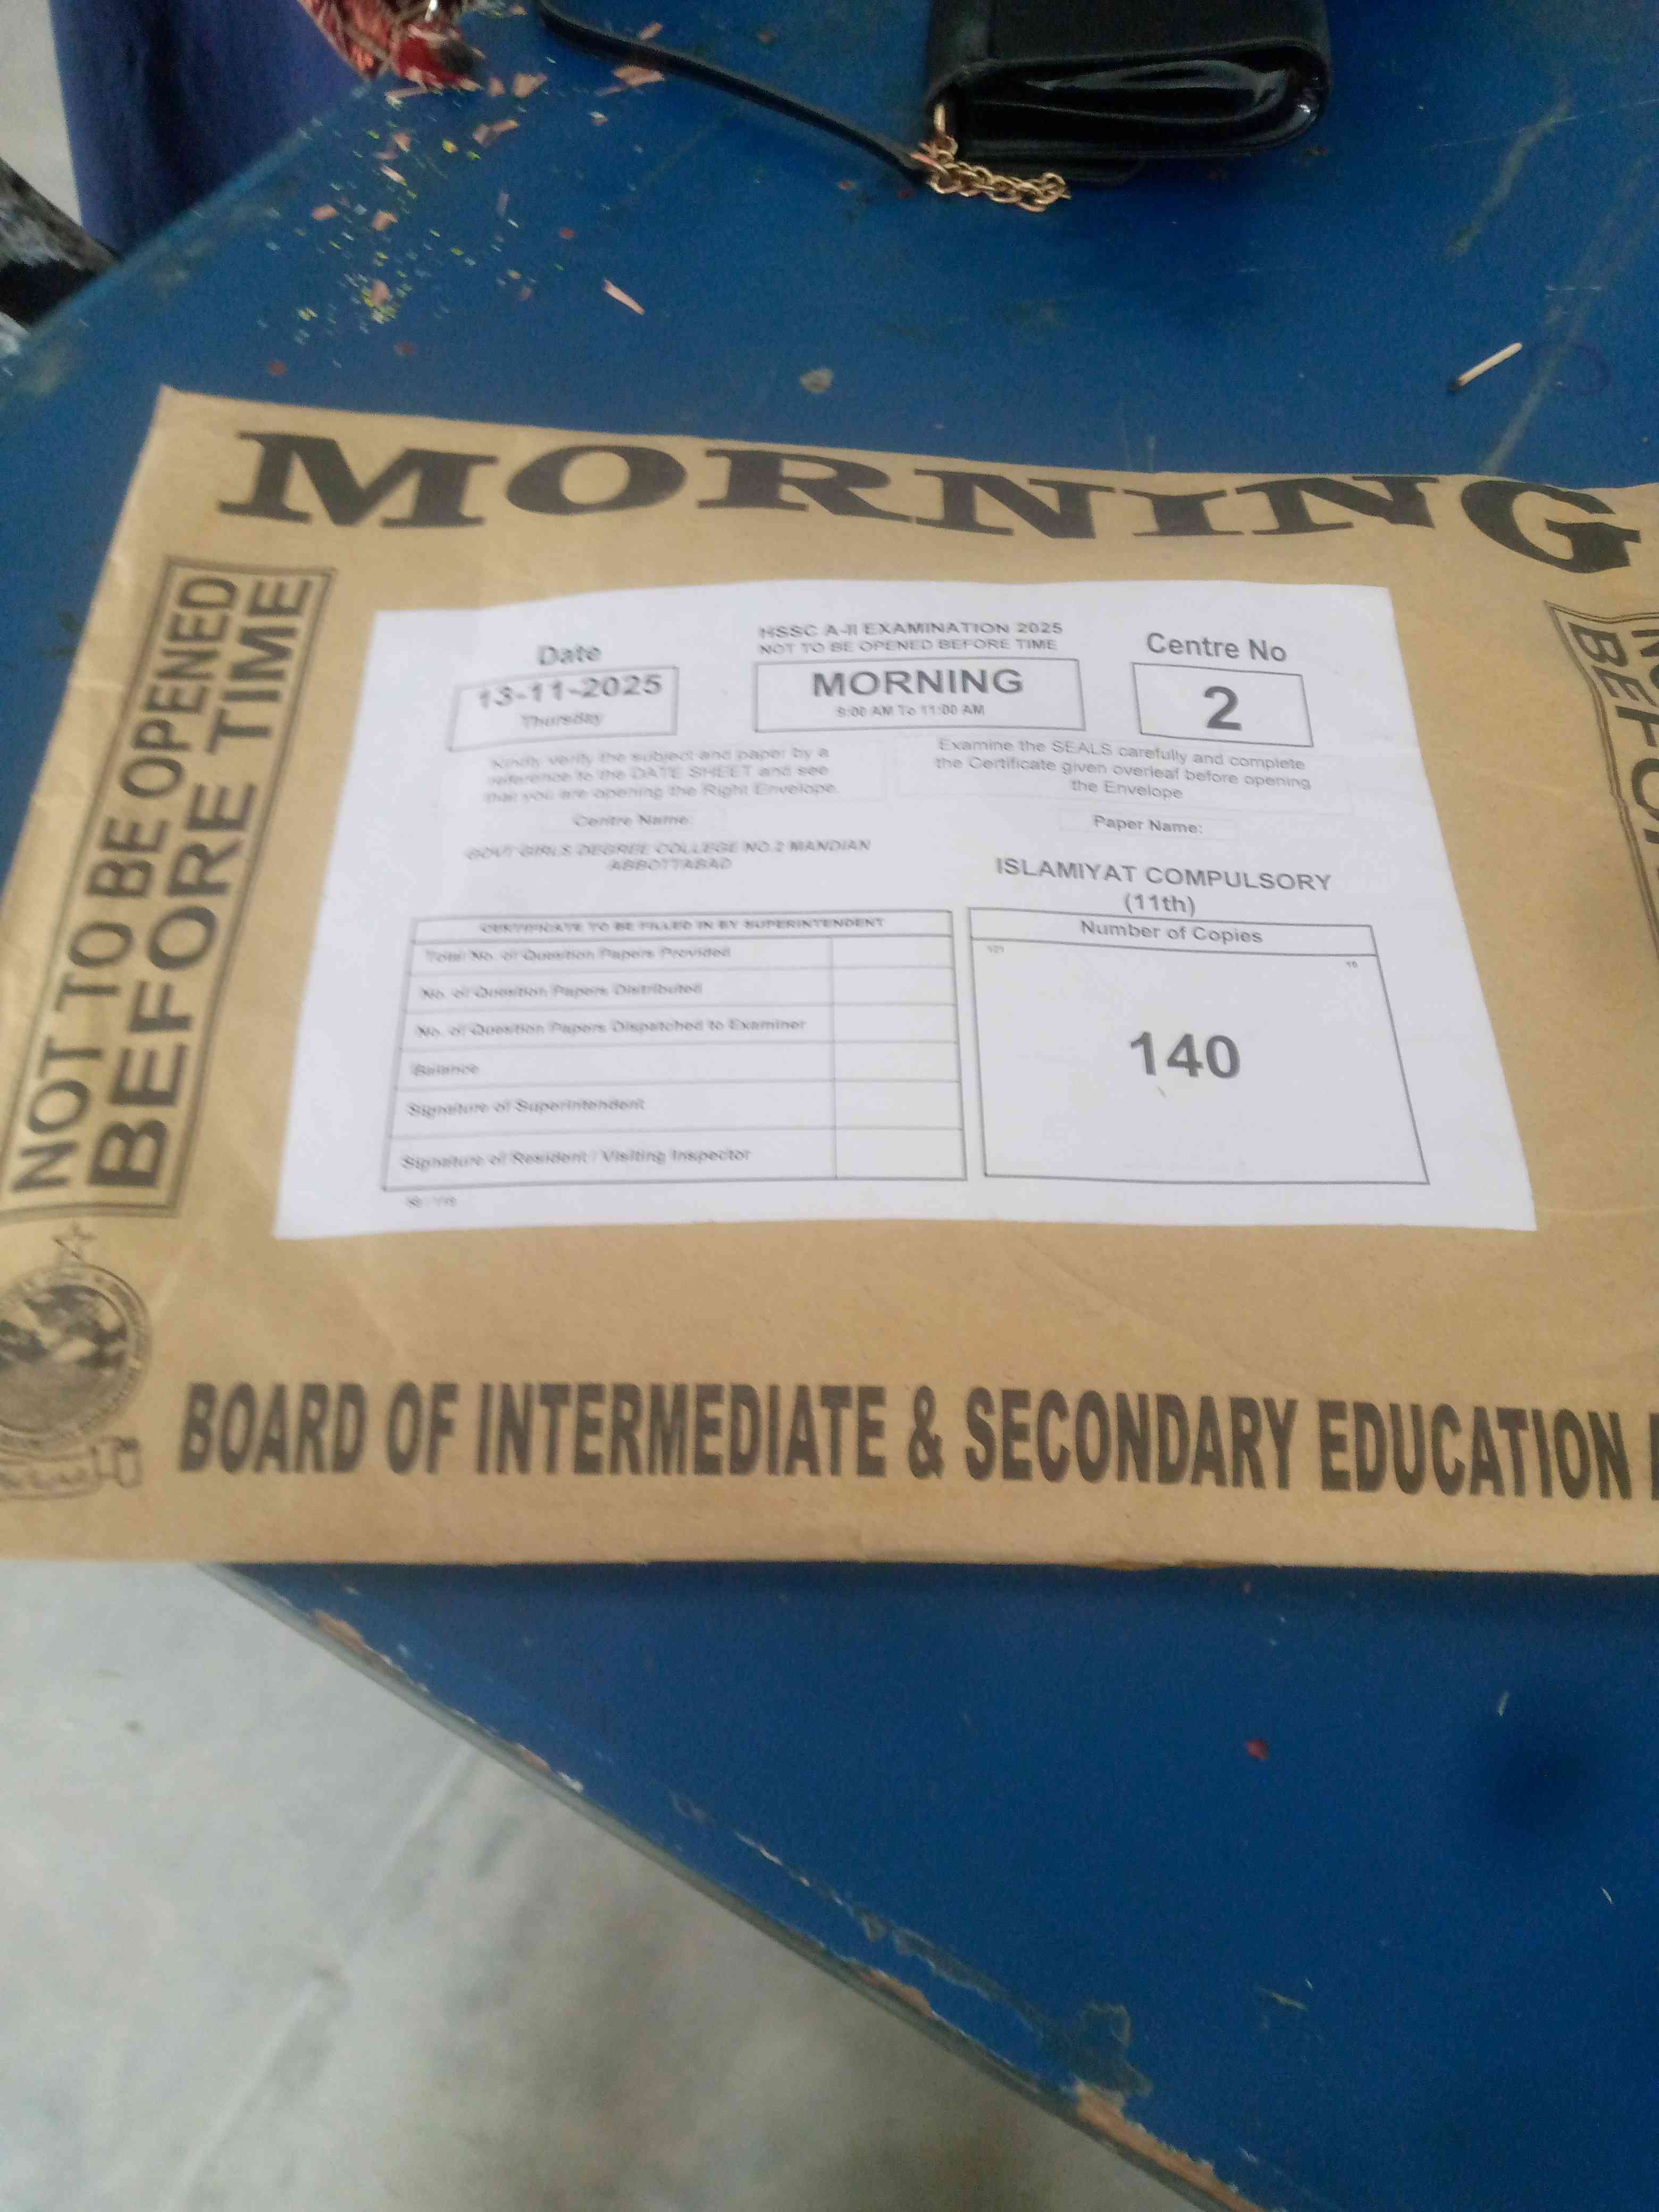 MORNING
NOT TO BE OPENED
BEFORE TIME
Date
13-11-2025
Thursday
HSSC A-II EXAMINATION 2025
NOT TO BE OPENED BEFORE TIME
MORNING
9:00 AM To 11:00 AM
Centre No
2
Kindly verify the subject and paper by a
reference to the DATE SHEET and see
that you are opening the Right Envelope.
Examine the SEALS carefully and complete
the Certificate given overleaf before opening
the Envelope
Centre Name:
GOVT GIRLS DEGREE COLLEGE NO.2 MANDIAN
ABBOTTABAD
Paper Name:
ISLAMIYAT COMPULSORY
(11th)
CERTIFICATE TO BE FILLED IN BY SUPERINTENDENT
Total No. of Question Papers Provided
No. of Question Papers Distributed
No. of Question Papers Dispatched to Examiner
Balance
Signature of Superintendent
Signature of Resident / Visiting Inspector
Number of Copies
140
BEFOR
BOARD OF INTERMEDIATE & SECONDARY EDUCATION